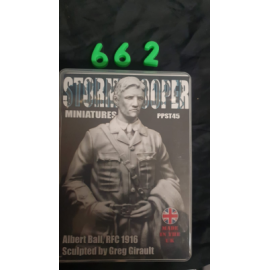 662
STORMTROOPER
MINIATURES
PPST45
Albert Ball, RFC 1916
Sculpted by Greg Girault